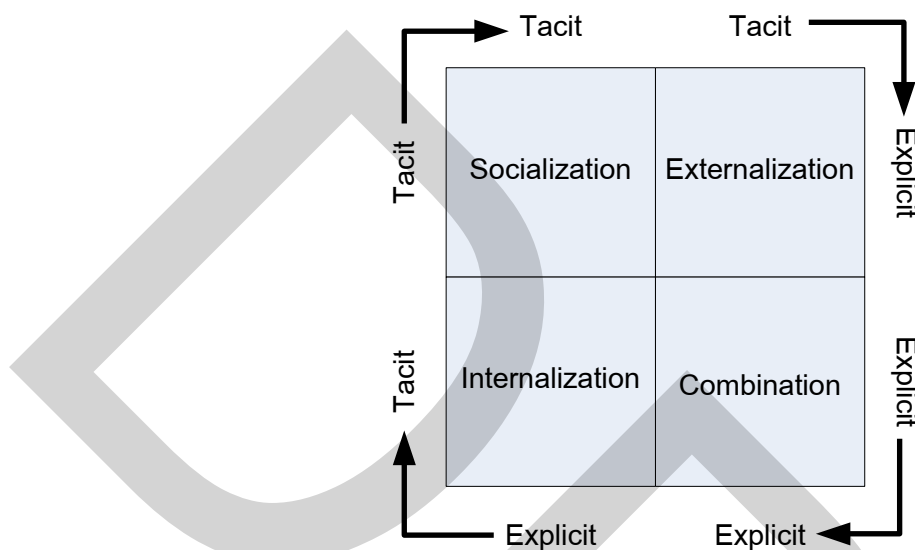 Tacit
Tacit
Tacit
Explicit
Socialization
Externalization
Tacit
Explicit
Internalization
Combination
Explicit
Explicit